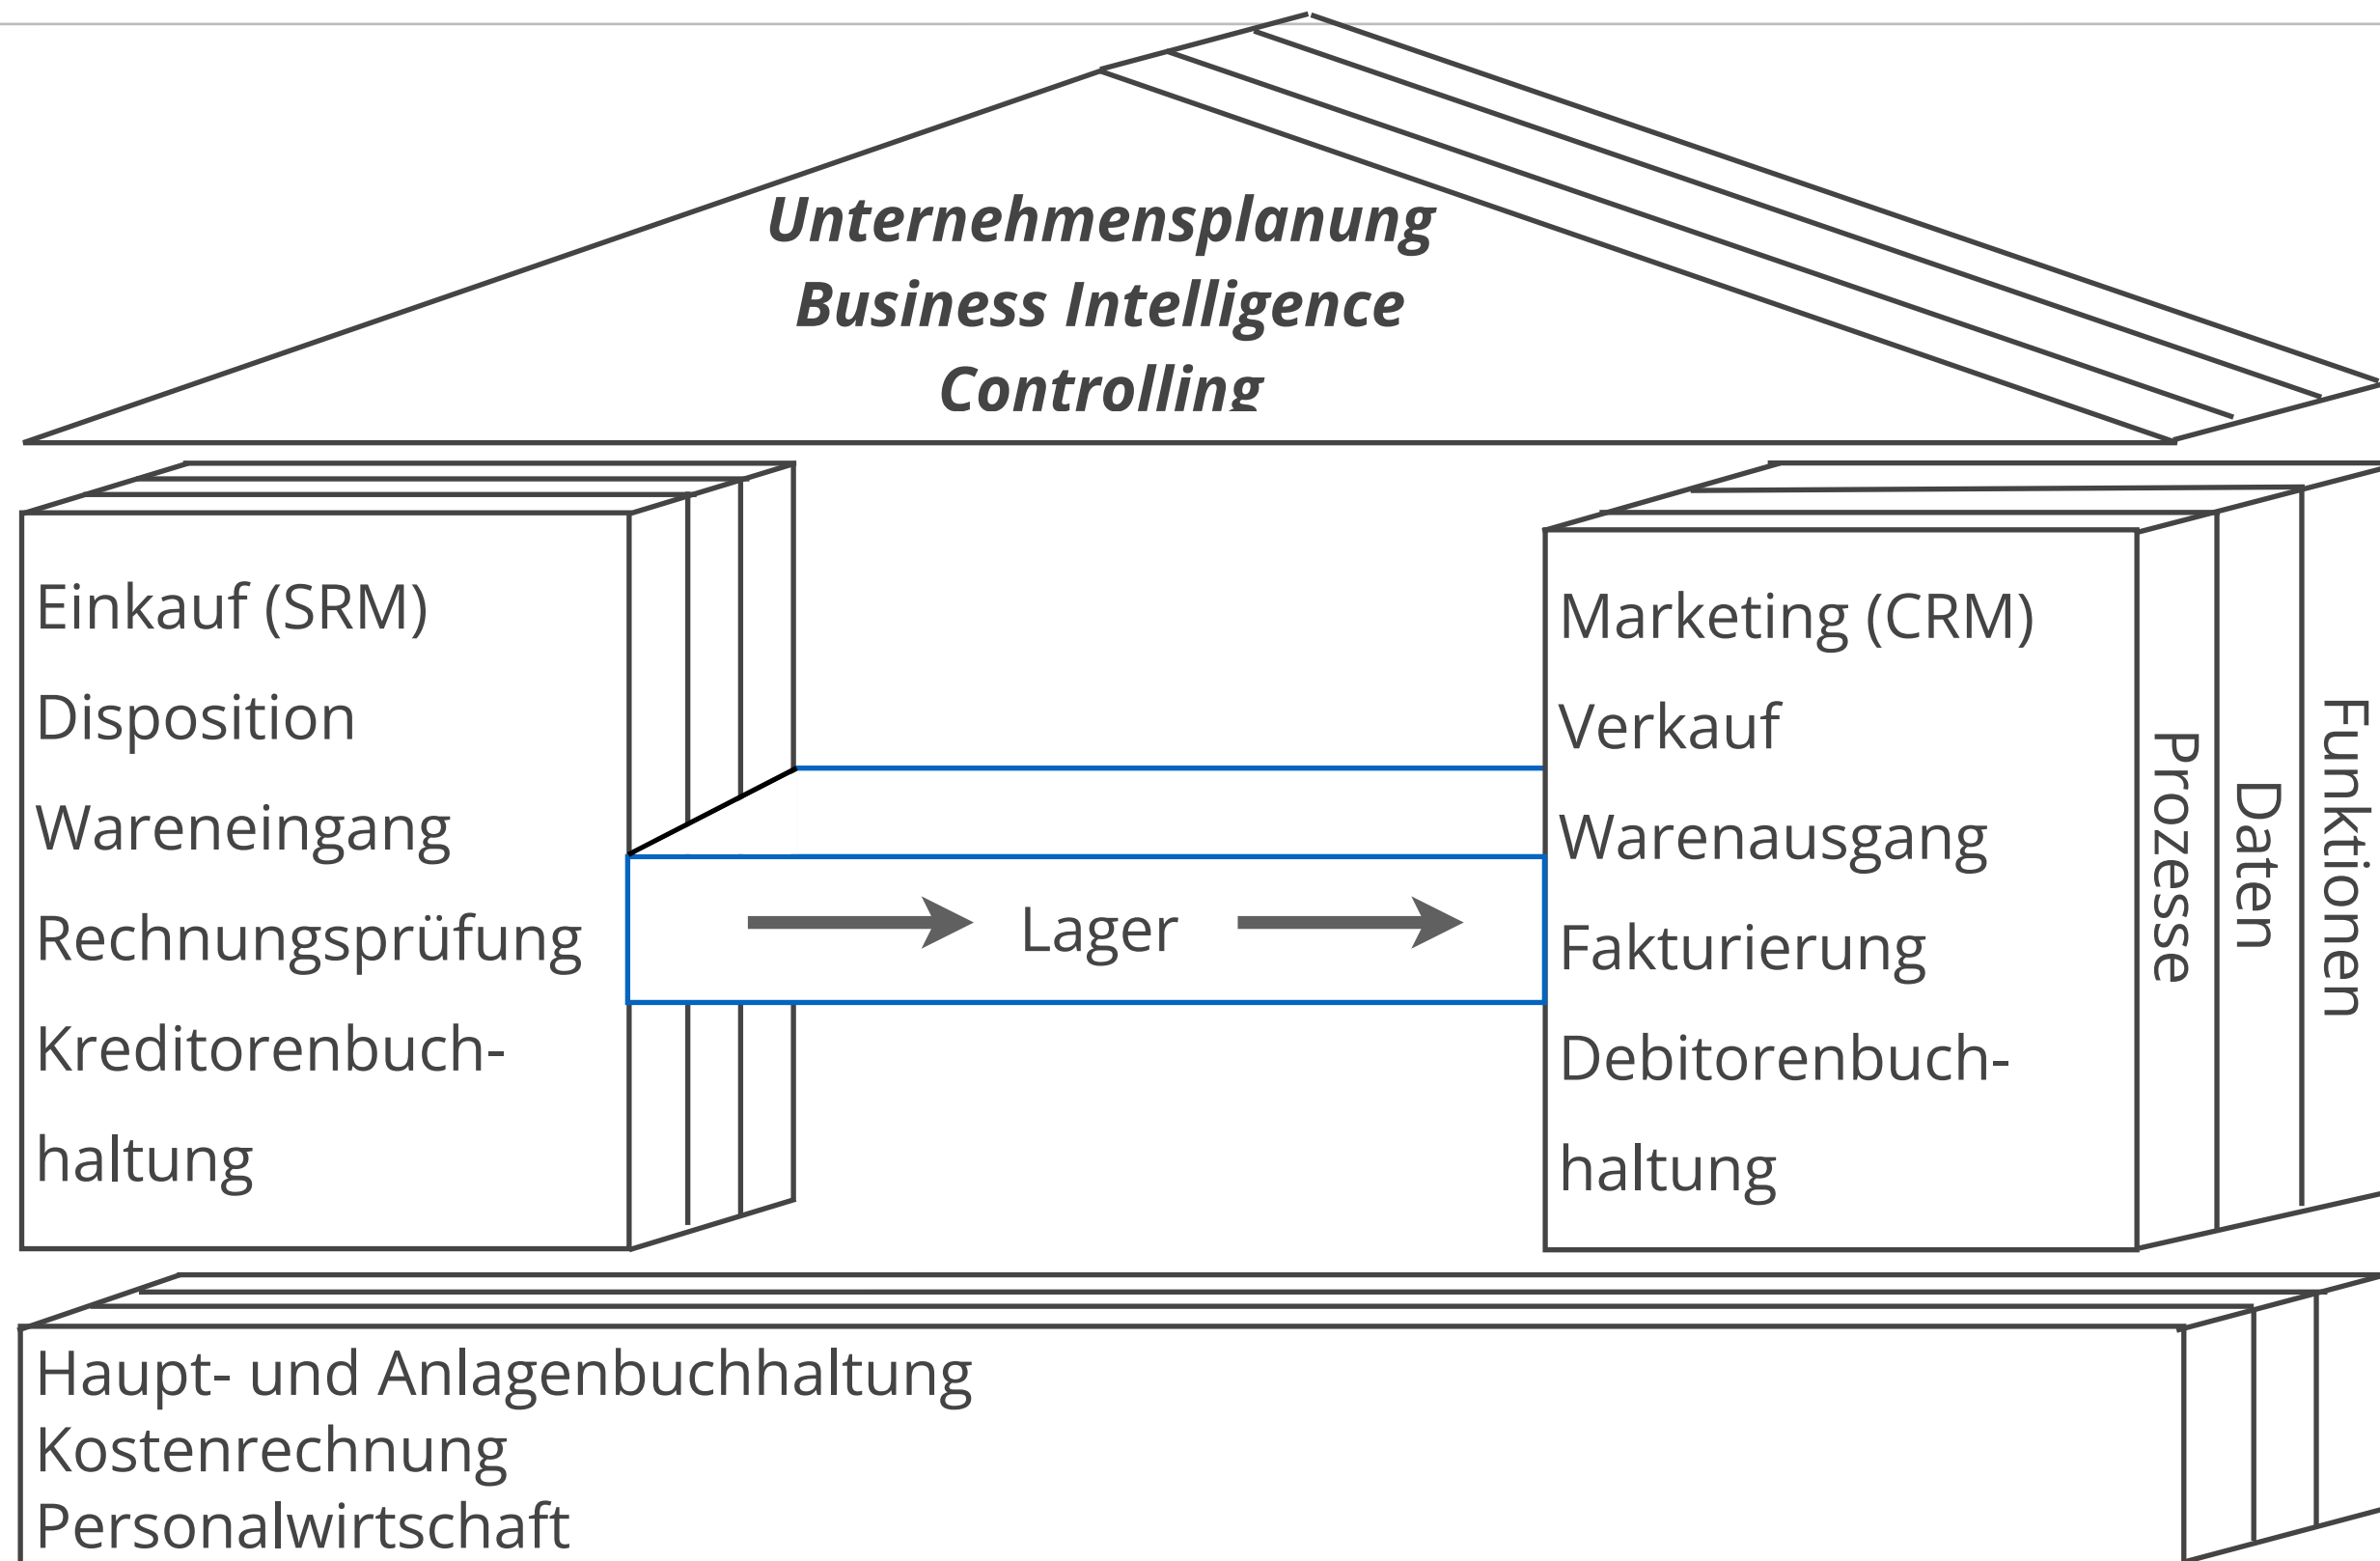 Unternehmensplanung
Business Intelligence
Controlling
Einkauf (SRM)
Disposition
Wareneingang
Rechnungsprüfung
Kreditorenbuch-
haltung
Lager
Marketing (CRM)
Verkauf
Warenausgang
Fakturierung
Debitorenbuch-
haltung
Prozesse
Daten
Funktionen
Haupt- und Anlagenbuchhaltung
Kostenrechnung
Personalwirtschaft